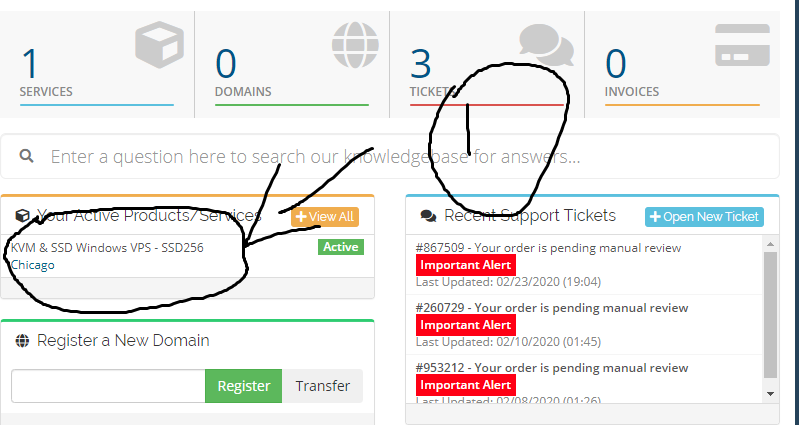 1
SERVICES
0
DOMAINS
3
TICKETS
0
INVOICES
Enter a question here to search our knowledgebase for answers...
Your Active Products/Services
View All
KVM & SSD Windows VPS - SSD256
Active
Chicago
Register a New Domain
Register
Transfer
Recent Support Tickets
Open New Ticket
#867509 - Your order is pending manual review
Important Alert
Last Updated: 02/23/2020 (19:04)
#260729 - Your order is pending manual review
Important Alert
Last Updated: 02/10/2020 (01:45)
#953212 - Your order is pending manual review
Important Alert
Last Updated: 02/08/2020 (01:26)
1